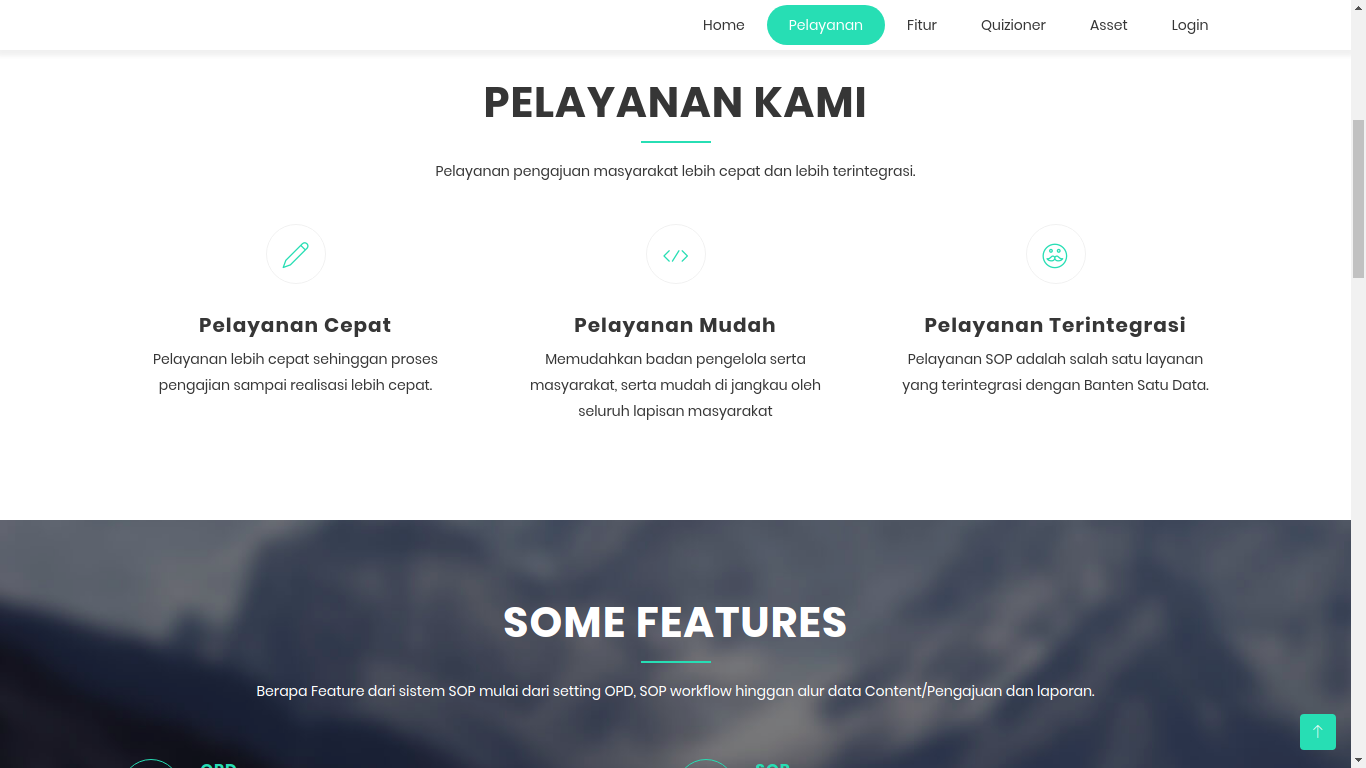 Home Pelayanan Fitur Quizioner Asset Login
PELAYANAN KAMI
Pelayanan pengajuan masyarakat lebih cepat dan lebih terintegrasi.
Pelayanan Cepat
Pelayanan lebih cepat sehinggan proses
pengajian sampai realisasi lebih cepat.
Pelayanan Mudah
Memudahkan badan pengelola serta
masyarakat, serta mudah di jangkau oleh
seluruh lapisan masyarakat
Pelayanan Terintegrasi
Pelayanan SOP adalah salah satu layanan
yang terintegrasi dengan Banten Satu Data.
SOME FEATURES
Berapa Feature dari sistem SOP mulai dari setting OPD, SOP workflow hinggan alur data Content/Pengajuan dan laporan.
OPD
SOP